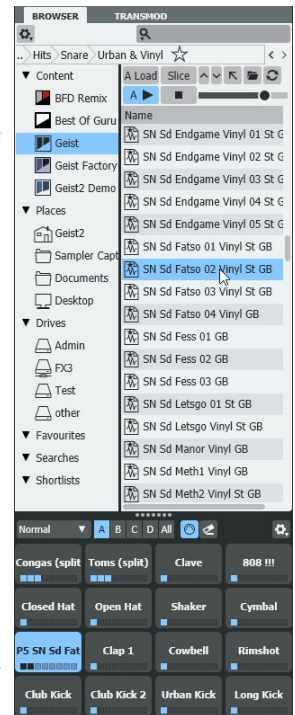 BROWSER TRANSMOD
..⟩Hits⟩Snare⟩Urban & Vinyl
▼ Content
BFD Remix
Best Of Guru
Geist
Geist Factory
Geist2 Demo
▼ Places
Geist2
Sampler Capt
Documents
Desktop
▼ Drives
Admin
FX3
Test
other
▼ Favourites
▼ Searches
▼ Shortlists
A Load Slice
A
Name
SN Sd Endgame Vinyl 01 St G
SN Sd Endgame Vinyl 02 St G
SN Sd Endgame Vinyl 03 St G
SN Sd Endgame Vinyl 04 St G
SN Sd Endgame Vinyl 05 St G
SN Sd Fatso 01 Vinyl St GB
SN Sd Fatso 02 Vinyl St GB
SN Sd Fatso 03 Vinyl St GB
SN Sd Fatso 04 Vinyl GB
SN Sd Fess 01 GB
SN Sd Fess 02 GB
SN Sd Fess 03 GB
SN Sd Letsgo 01 St GB
SN Sd Letsgo Vinyl St GB
SN Sd Manor Vinyl GB
SN Sd Meth1 Vinyl GB
SN Sd Meth2 Vinyl St GB
Normal ▼ A B C D All
Congas (split Toms (split) Clave 808 !!!
Closed Hat Open Hat Shaker Cymbal
P5 SN Sd Fat Clap 1 Cowbell Rimshot
Club Kick Club Kick 2 Urban Kick Long Kick